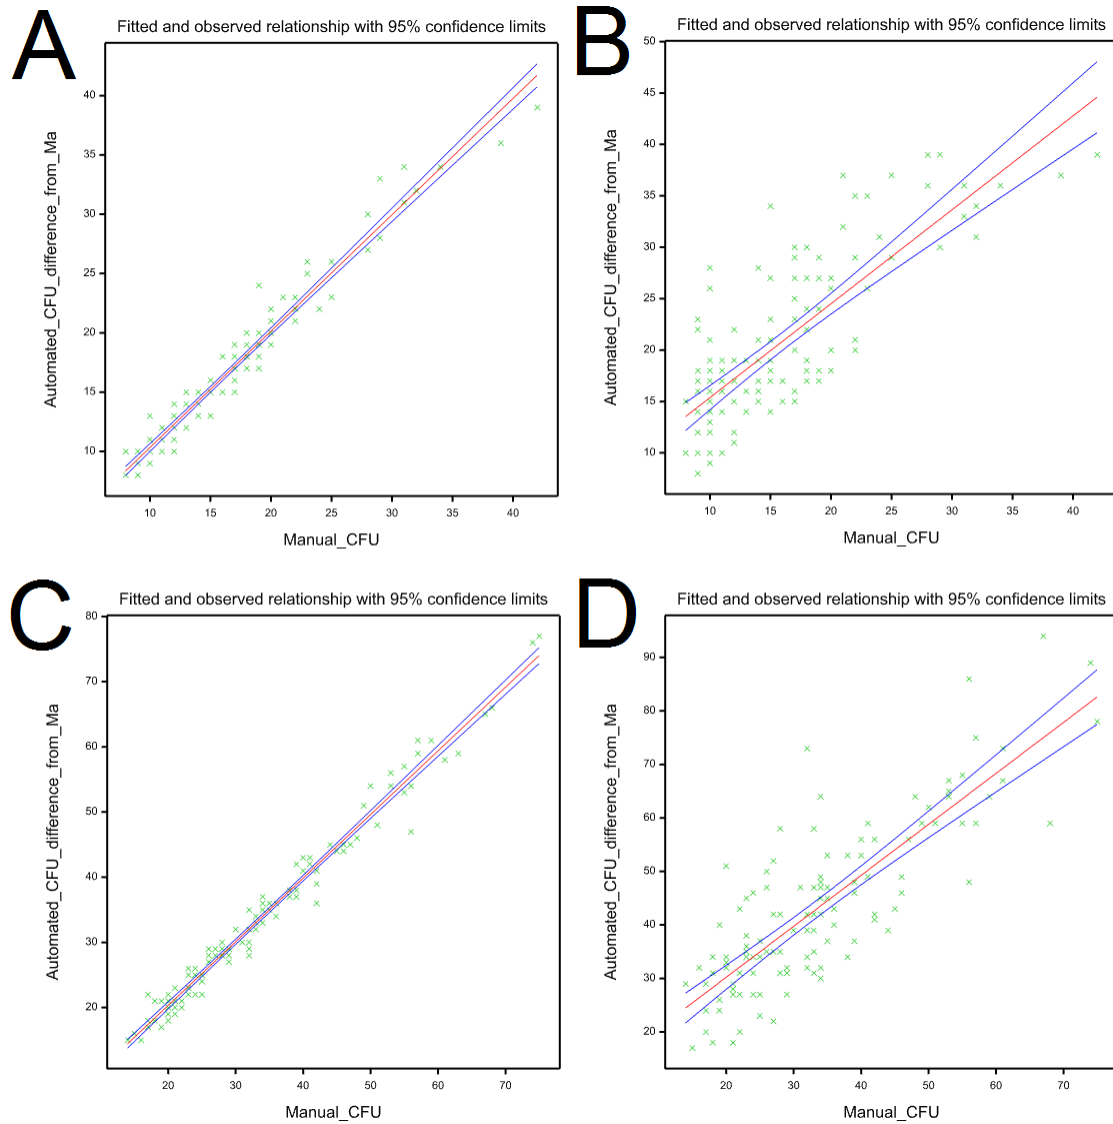 A
Fitted and observed relationship with 95% confidence limits
Automated_CFU_difference_from_Ma
40
35
30
25
20
15
10
10 15 20 25 30 35 40
Manual_CFU
B
Fitted and observed relationship with 95% confidence limits
Automated_CFU_difference_from_Ma
50
45
40
35
30
25
20
15
10
10 15 20 25 30 35 40
Manual_CFU
C
Fitted and observed relationship with 95% confidence limits
Automated_CFU_difference_from_Ma
80
70
60
50
40
30
20
20 30 40 50 60 70
Manual_CFU
D
Fitted and observed relationship with 95% confidence limits
Automated_CFU_difference_from_Ma
90
80
70
60
50
40
30
20
20 30 40 50 60 70
Manual_CFU